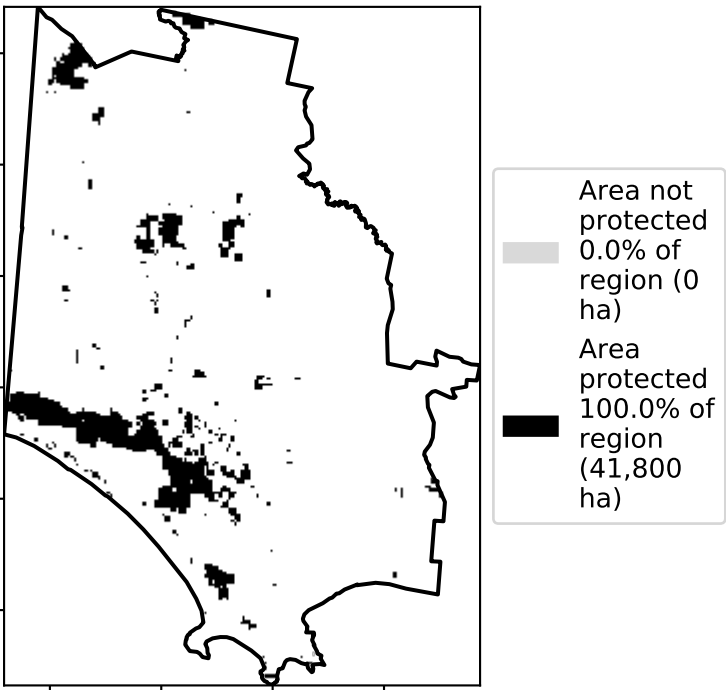 Area not
protected
0.0% of
region (0
ha)
Area
protected
100.0% of
region
(41,800
ha)